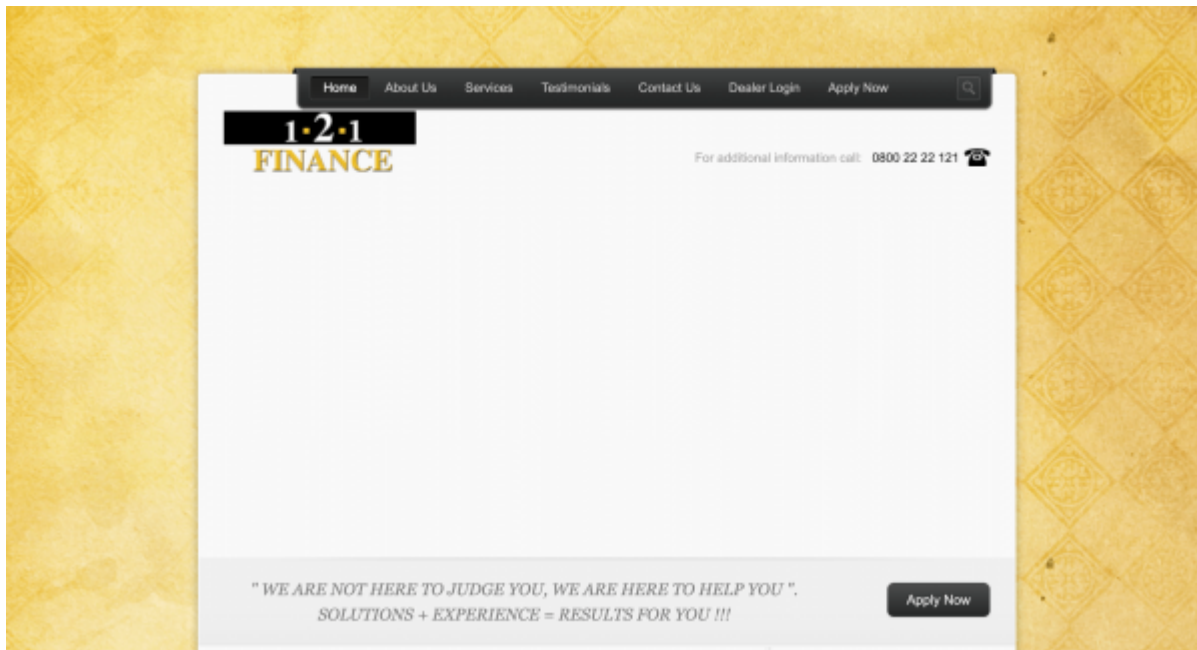 Home About Us Services Testimonials Contact Us Dealer Login Apply Now
1·2·1
FINANCE
For additional information call: 0800 22 22 121
" WE ARE NOT HERE TO JUDGE YOU, WE ARE HERE TO HELP YOU ".
SOLUTIONS + EXPERIENCE = RESULTS FOR YOU !!!
Apply Now